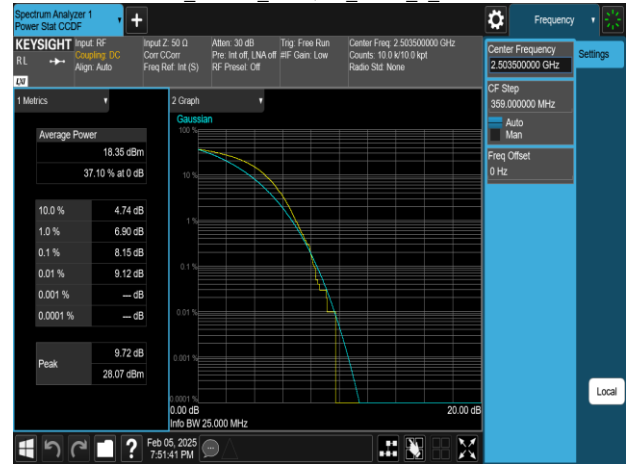 Spectrum Analyzer 1
Power Stat CCDF
+
Frequency
KEYSIGHT
RL
LXI
Input: RF
Coupling: DC
Align: Auto
Input Z: 50 Ω
Corr CCorr
Freq Ref: Int (S)
Atten: 30 dB
Pre: Int off, LNA off
RF Presel: Off
Trig: Free Run
#IF Gain: Low
Center Freq: 2.503500000 GHz
Counts: 10.0 k/10.0 kpt
Radio Std: None
Center Frequency
2.503500000 GHz
Settings
CF Step
359.000000 MHz
Auto
Man
Freq Offset
0 Hz
Local
1 Metrics
Average Power
18.35 dBm
37.10 % at 0 dB
10.0 % 4.74 dB
1.0 % 6.90 dB
0.1 % 8.15 dB
0.01 % 9.12 dB
0.001 % --- dB
0.0001 % --- dB
Peak
9.72 dB
28.07 dBm
2 Graph
Gaussian
100 %
10 %
1 %
0.1 %
0.01 %
0.001 %
0.0001 %
0.00 dB 20.00 dB
Info BW 25.000 MHz
?
Feb 05, 2025
7:51:41 PM